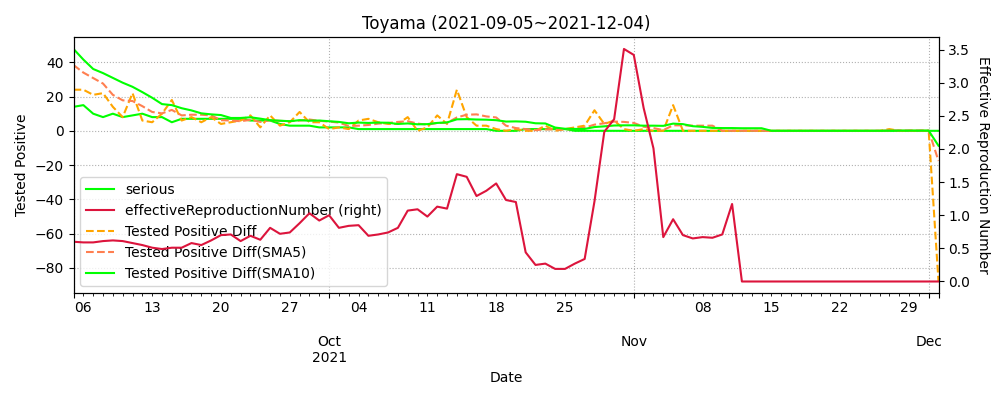 Toyama (2021-09-05~2021-12-04)
Tested Positive
40
20
0
−20
−40
−60
−80
3.5
3.0
2.5
2.0
1.5
1.0
0.5
0.0
Effective Reproduction Number
serious
effectiveReproductionNumber (right)
Tested Positive Diff
Tested Positive Diff(SMA5)
Tested Positive Diff(SMA10)
06 13 20 27 04 11 18 25 08 15 22 29
Oct Nov Dec
2021
Date